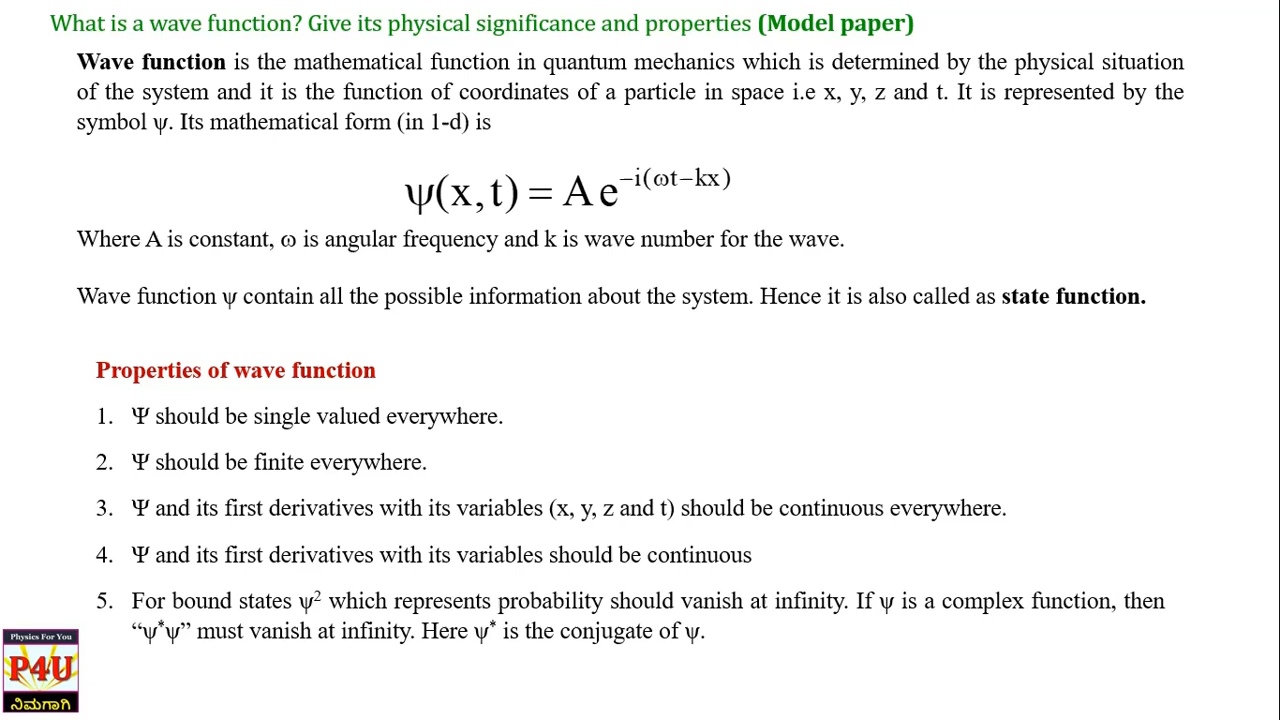 What is a wave function? Give its physical significance and properties (Model paper)
Wave function is the mathematical function in quantum mechanics which is determined by the physical situation
of the system and it is the function of coordinates of a particle in space i.e x, y, z and t. It is represented by the
symbol ψ. Its mathematical form (in 1-d) is
ψ(x, t) = A e^{−i(ωt−kx)}
Where A is constant, ω is angular frequency and k is wave number for the wave.
Wave function ψ contain all the possible information about the system. Hence it is also called as state function.
Properties of wave function
1. Ψ should be single valued everywhere.
2. Ψ should be finite everywhere.
3. Ψ and its first derivatives with its variables (x, y, z and t) should be continuous everywhere.
4. Ψ and its first derivatives with its variables should be continuous
5. For bound states ψ² which represents probability should vanish at infinity. If ψ is a complex function, then
“ψ*ψ” must vanish at infinity. Here ψ* is the conjugate of ψ.
Physics For You
P4U
ನಿಮಗಾಗಿ